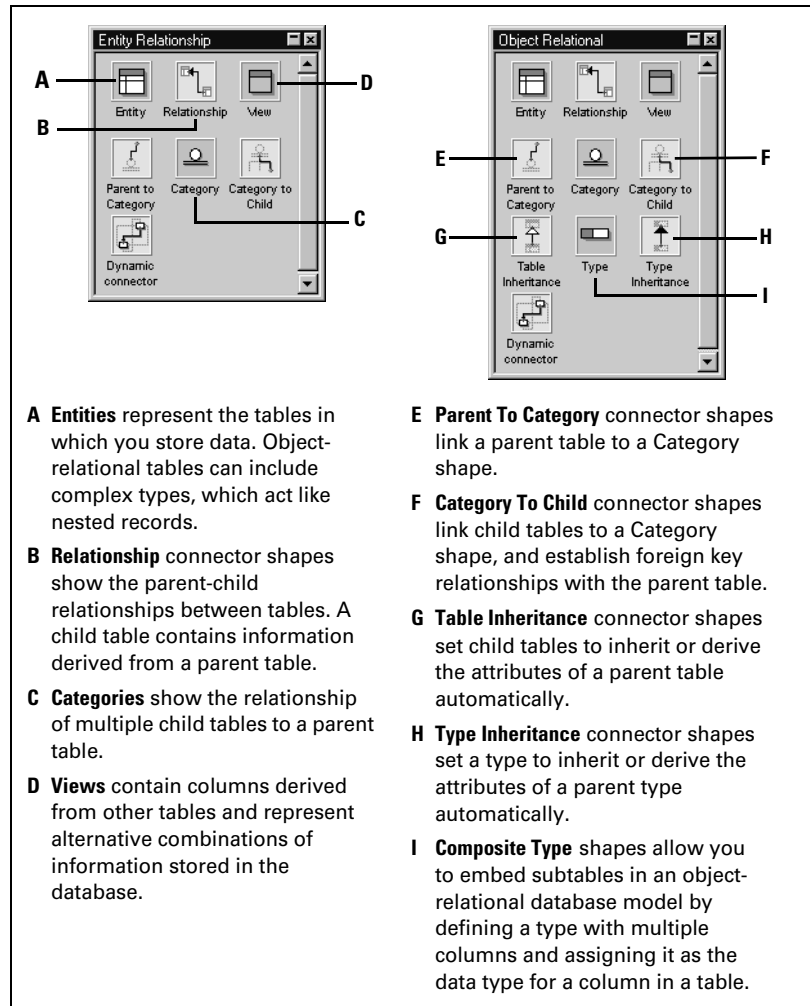 Entity Relationship
A
D
Entity
Relationship
View
B
Parent to
Category
Category
Category to
Child
C
Dynamic
connector
Object Relational
Entity
Relationship
View
E
F
Parent to
Category
Category
Category to
Child
G
H
Table
Inheritance
Type
Type
Inheritance
I
Dynamic
connector
A Entities represent the tables in
which you store data. Object-
relational tables can include
complex types, which act like
nested records.
B Relationship connector shapes
show the parent-child
relationships between tables. A
child table contains information
derived from a parent table.
C Categories show the relationship
of multiple child tables to a parent
table.
D Views contain columns derived
from other tables and represent
alternative combinations of
information stored in the
database.
E Parent To Category connector shapes
link a parent table to a Category
shape.
F Category To Child connector shapes
link child tables to a Category
shape, and establish foreign key
relationships with the parent table.
G Table Inheritance connector shapes
set child tables to inherit or derive
the attributes of a parent table
automatically.
H Type Inheritance connector shapes
set a type to inherit or derive the
attributes of a parent type
automatically.
I Composite Type shapes allow you
to embed subtables in an object-
relational database model by
defining a type with multiple
columns and assigning it as the
data type for a column in a table.